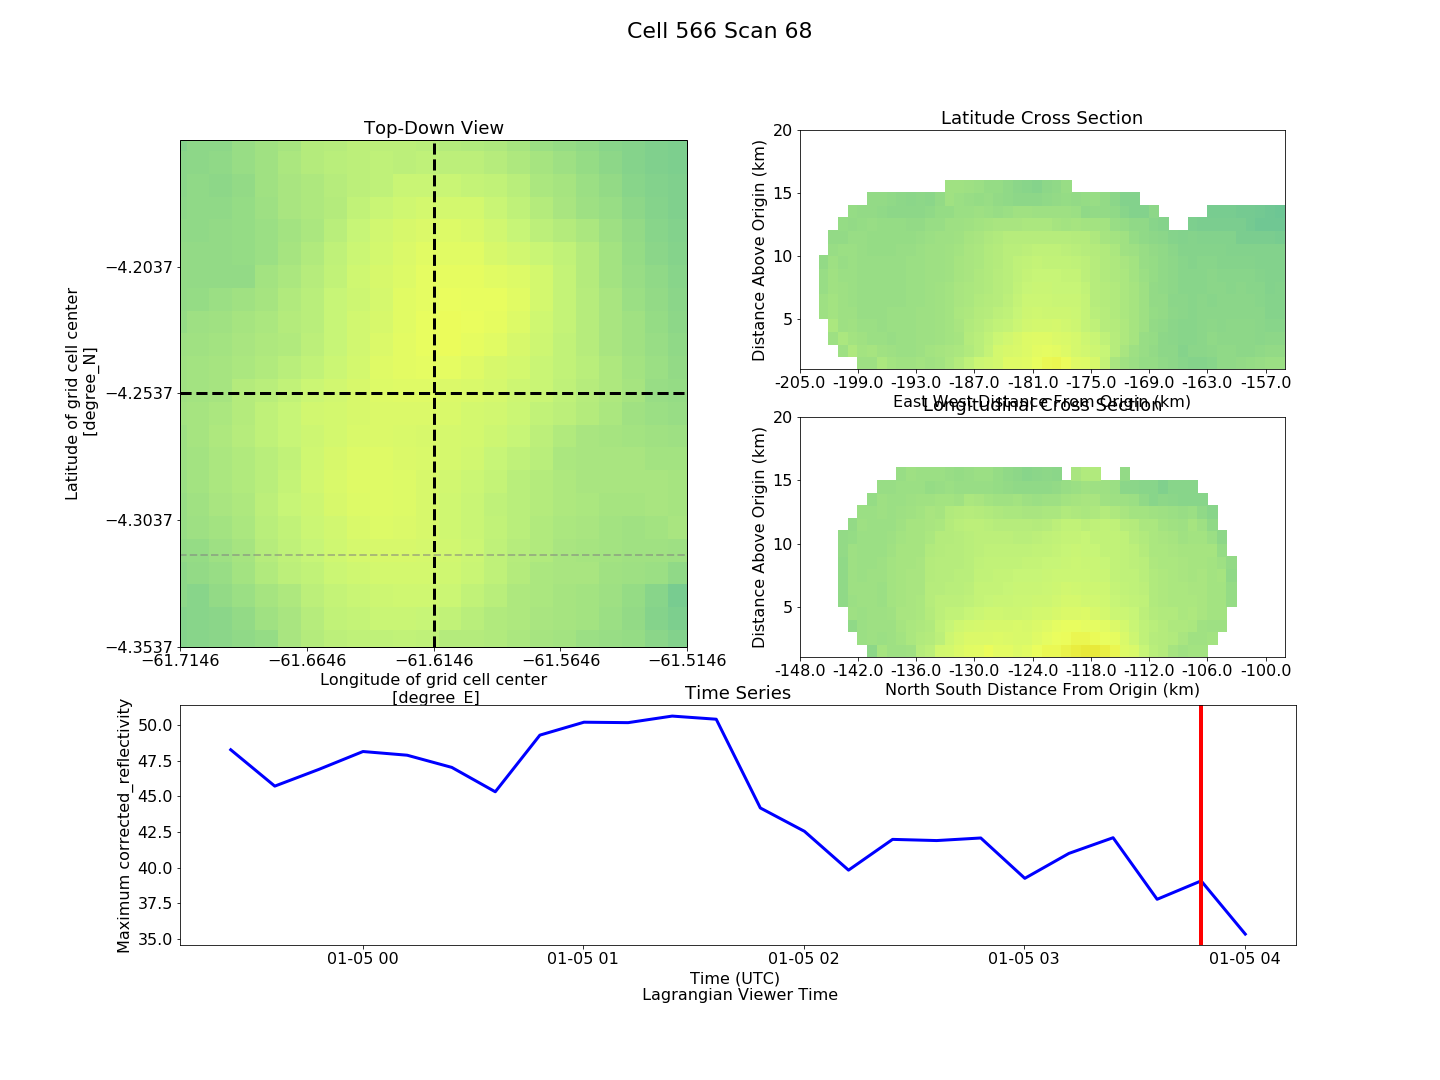 Cell 566 Scan 68
Top-Down View
Latitude of grid cell center
[degree_N]
−4.2037
−4.2537
−4.3037
−4.3537
−61.7146 −61.6646 −61.6146 −61.5646 −61.5146
Longitude of grid cell center
[degree_E]
Latitude Cross Section
Distance Above Origin (km)
20
15
10
5
-205.0 -199.0 -193.0 -187.0 -181.0 -175.0 -169.0 -163.0 -157.0
East West Distance From Origin (km)
Longitudinal Cross Section
Distance Above Origin (km)
20
15
10
5
-148.0 -142.0 -136.0 -130.0 -124.0 -118.0 -112.0 -106.0 -100.0
North South Distance From Origin (km)
Time Series
Maximum corrected_reflectivity
50.0
47.5
45.0
42.5
40.0
37.5
35.0
01-05 00 01-05 01 01-05 02 01-05 03 01-05 04
Time (UTC)
Lagrangian Viewer Time